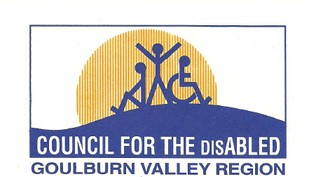 COUNCIL FOR THE DISABLED
GOULBURN VALLEY REGION